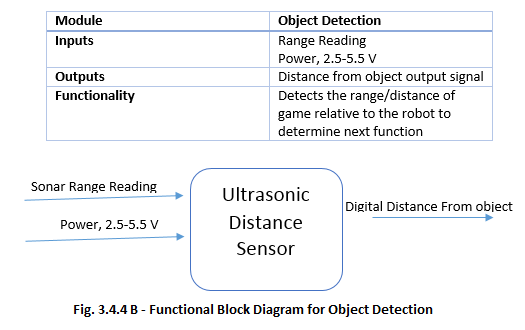 Module Object Detection
Inputs Range Reading
Power, 2.5-5.5 V
Outputs Distance from object output signal
Functionality Detects the range/distance of
game relative to the robot to
determine next function
Sonar Range Reading
Power, 2.5-5.5 V
Ultrasonic
Distance
Sensor
Digital Distance From object
Fig. 3.4.4 B - Functional Block Diagram for Object Detection